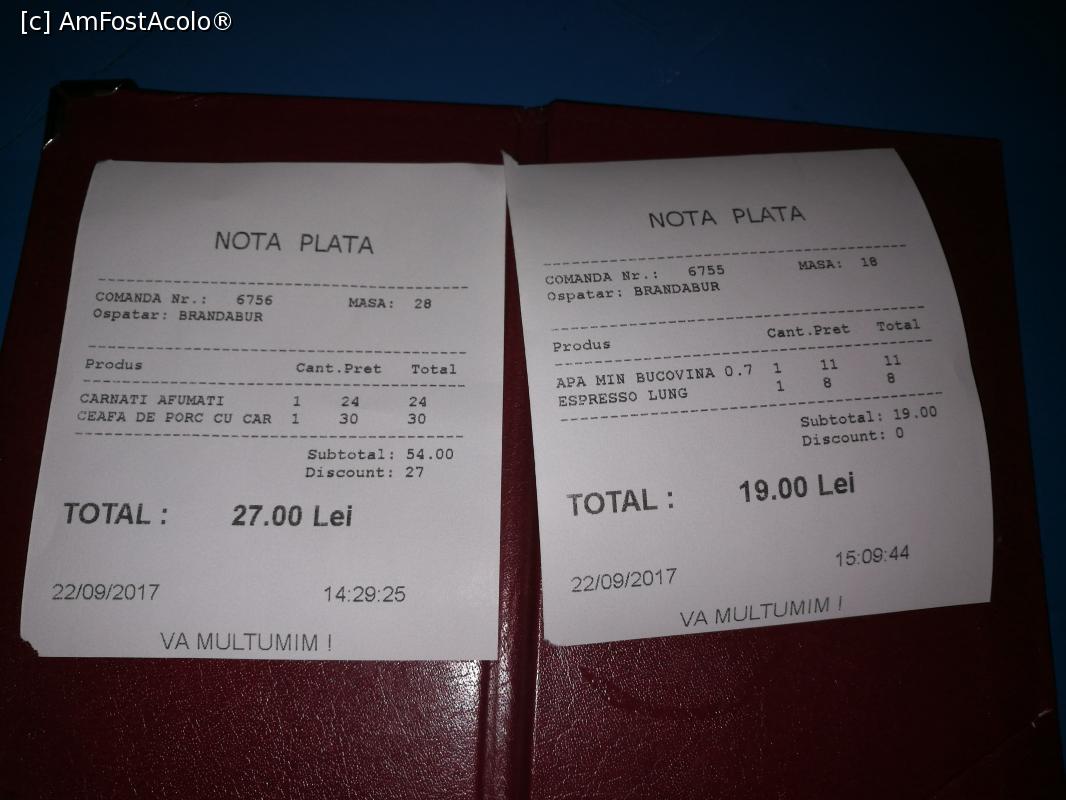 [c] AmFostAcolo®
NOTA PLATA
COMANDA Nr.: 6756 MASA: 28
Ospatar: BRANDABUR
Produs Cant.Pret Total
CARNATI AFUMATI 1 24 24
CEAFA DE PORC CU CAR 1 30 30
Subtotal: 54.00
Discount: 27
TOTAL : 27.00 Lei
22/09/2017 14:29:25
VA MULTUMIM !
NOTA PLATA
COMANDA Nr.: 6755 MASA: 18
Ospatar: BRANDABUR
Produs Cant.Pret Total
APA MIN BUCOVINA 0.7 1 11 11
ESPRESSO LUNG 1 8 8
Subtotal: 19.00
Discount: 0
TOTAL : 19.00 Lei
22/09/2017 15:09:44
VA MULTUMIM !